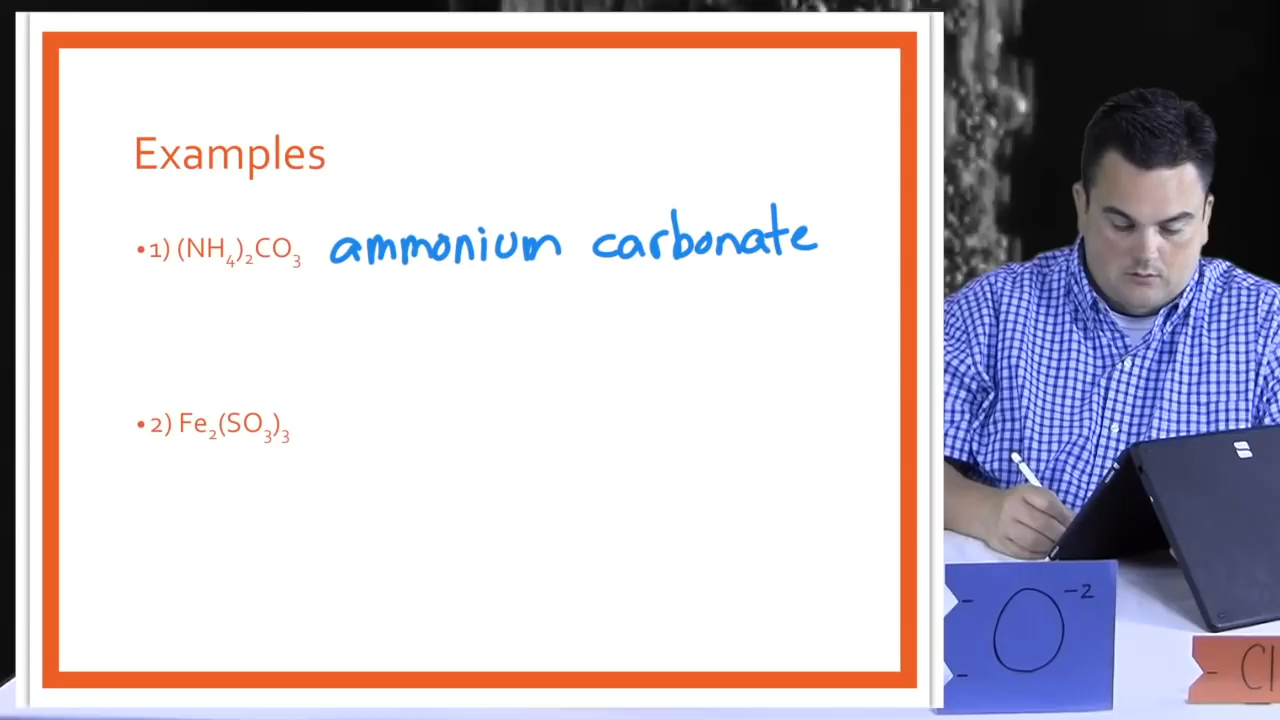 Examples
• 1) (NH₄)₂CO₃ ammonium carbonate
• 2) Fe₂(SO₃)₃
- O -2
-
- Cl